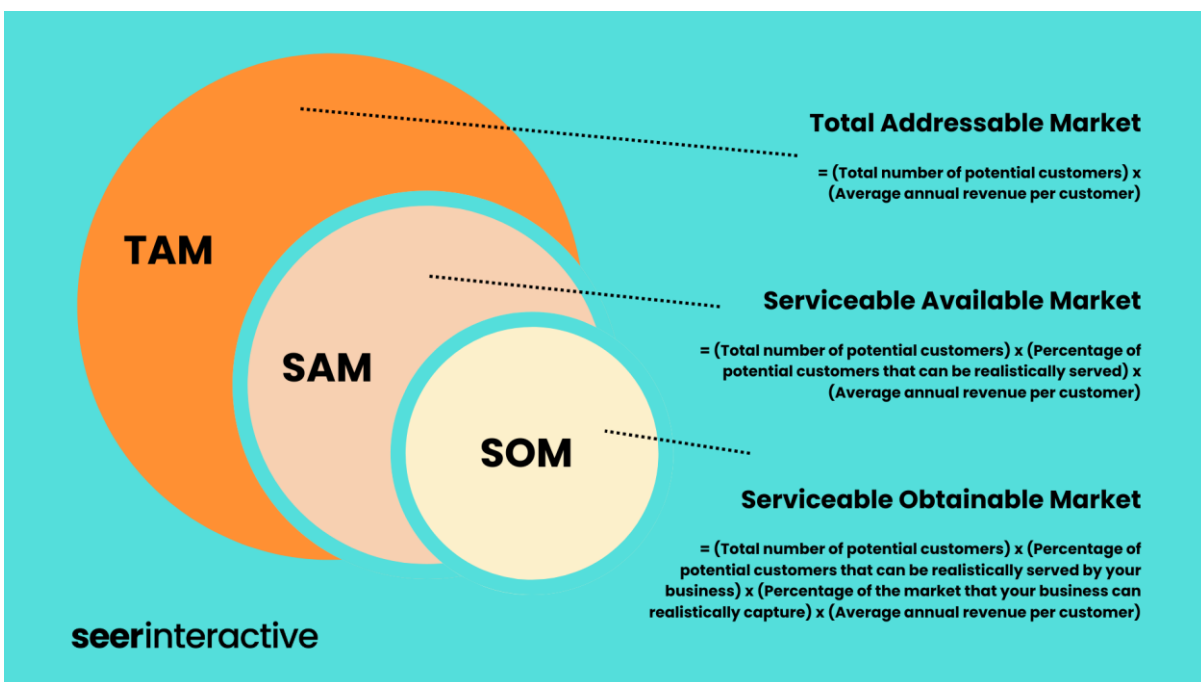 TAM
SAM
SOM
Total Addressable Market
= (Total number of potential customers) x
(Average annual revenue per customer)
Serviceable Available Market
= (Total number of potential customers) x (Percentage of
potential customers that can be realistically served) x
(Average annual revenue per customer)
Serviceable Obtainable Market
= (Total number of potential customers) x (Percentage of
potential customers that can be realistically served by your
business) x (Percentage of the market that your business can
realistically capture) x (Average annual revenue per customer)
seerinteractive